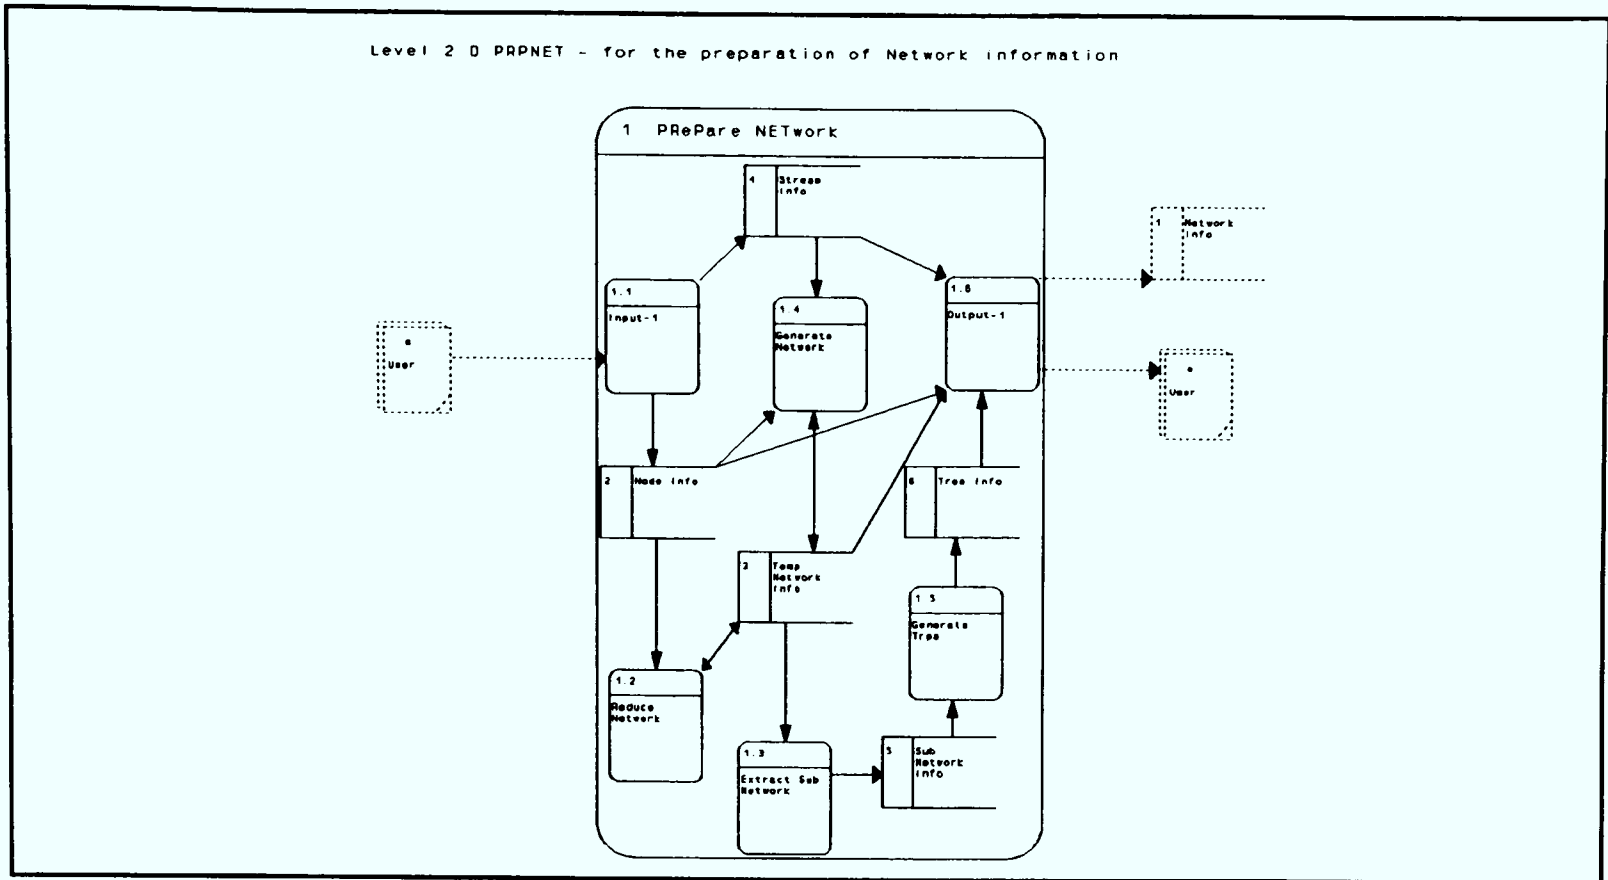 Level 2 D PRPNET - for the preparation of Network information
1 PRePare NETwork
4 Stream
Info
1 Network
Info
1.1
Input-1
1.4
Generate
Network
1.6
Output-1
a
User
e
User
2 Node Info
6 Tree Info
3 Temp
Network
Info
1.5
Generate
1.2
Reduce
Network
1.3
Extract Sub
Network
5 Sub
Network
Info